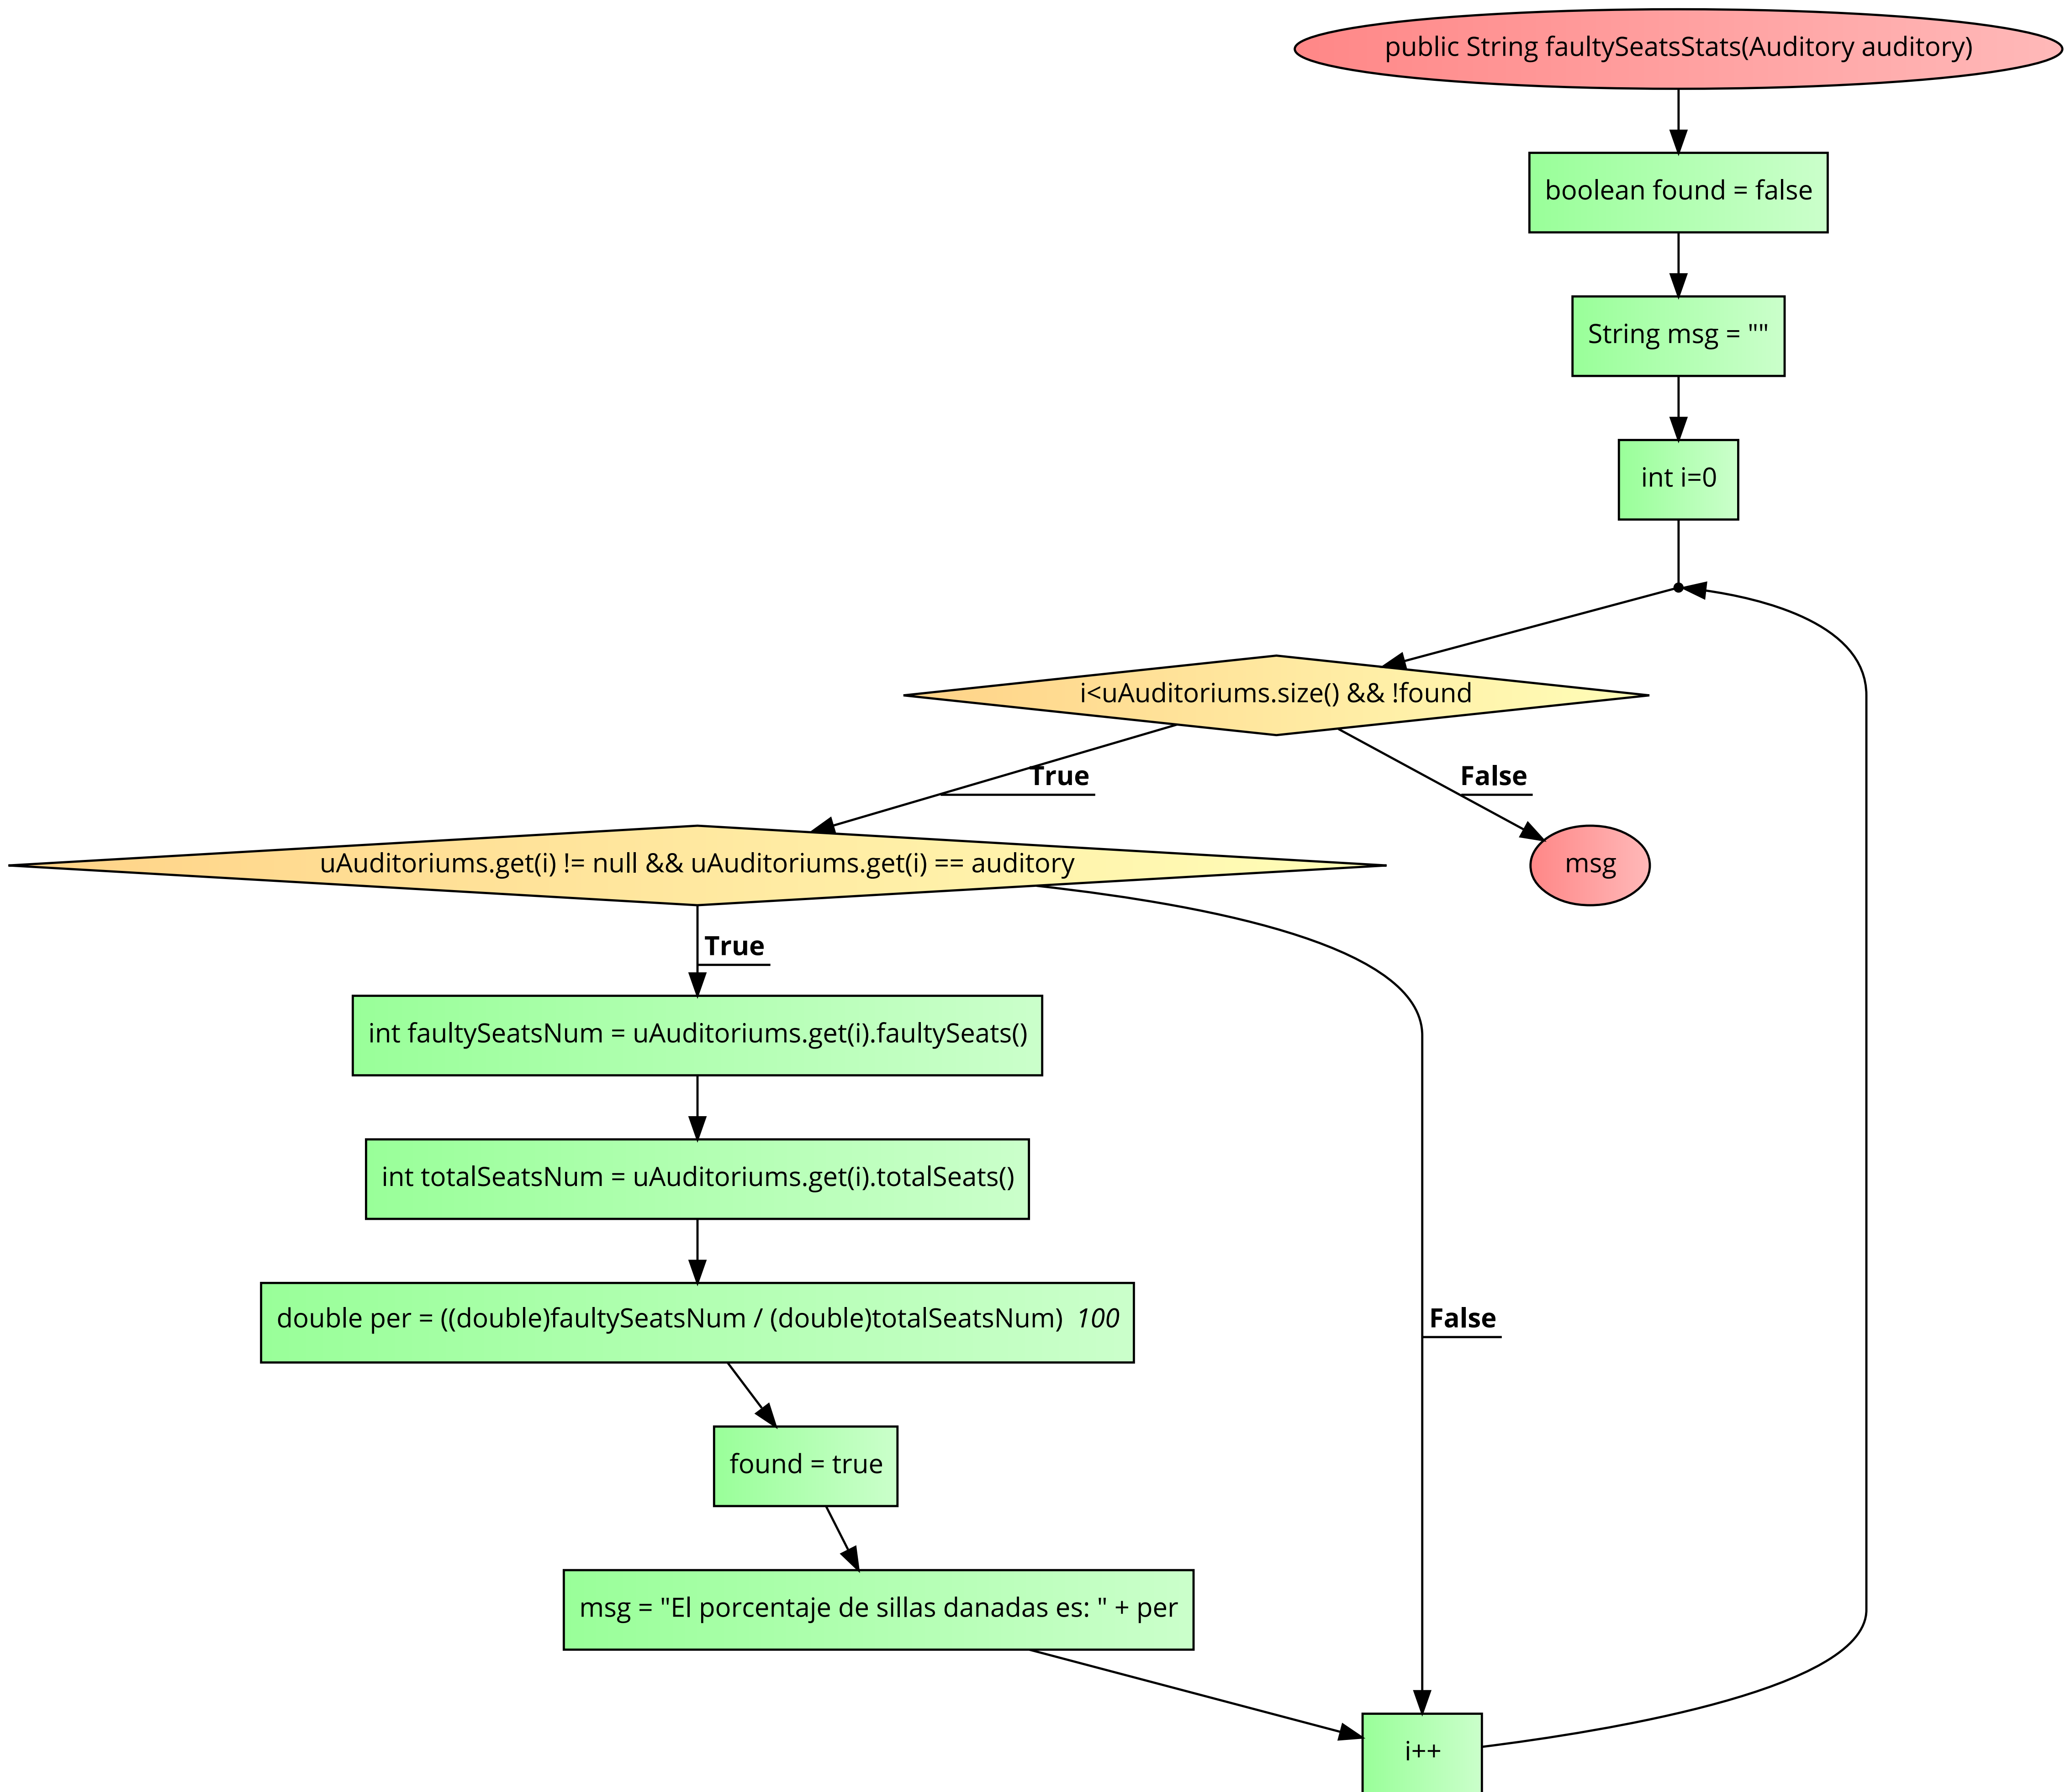 public String faultySeatsStats(Auditory auditory)
boolean found = false
String msg = ""
int i=0
i<uAuditoriums.size() && !found
True
False
uAuditoriums.get(i) != null && uAuditoriums.get(i) == auditory
msg
True
int faultySeatsNum = uAuditoriums.get(i).faultySeats()
int totalSeatsNum = uAuditoriums.get(i).totalSeats()
double per = ((double)faultySeatsNum / (double)totalSeatsNum)  100
False
found = true
msg = "El porcentaje de sillas danadas es: " + per
i++